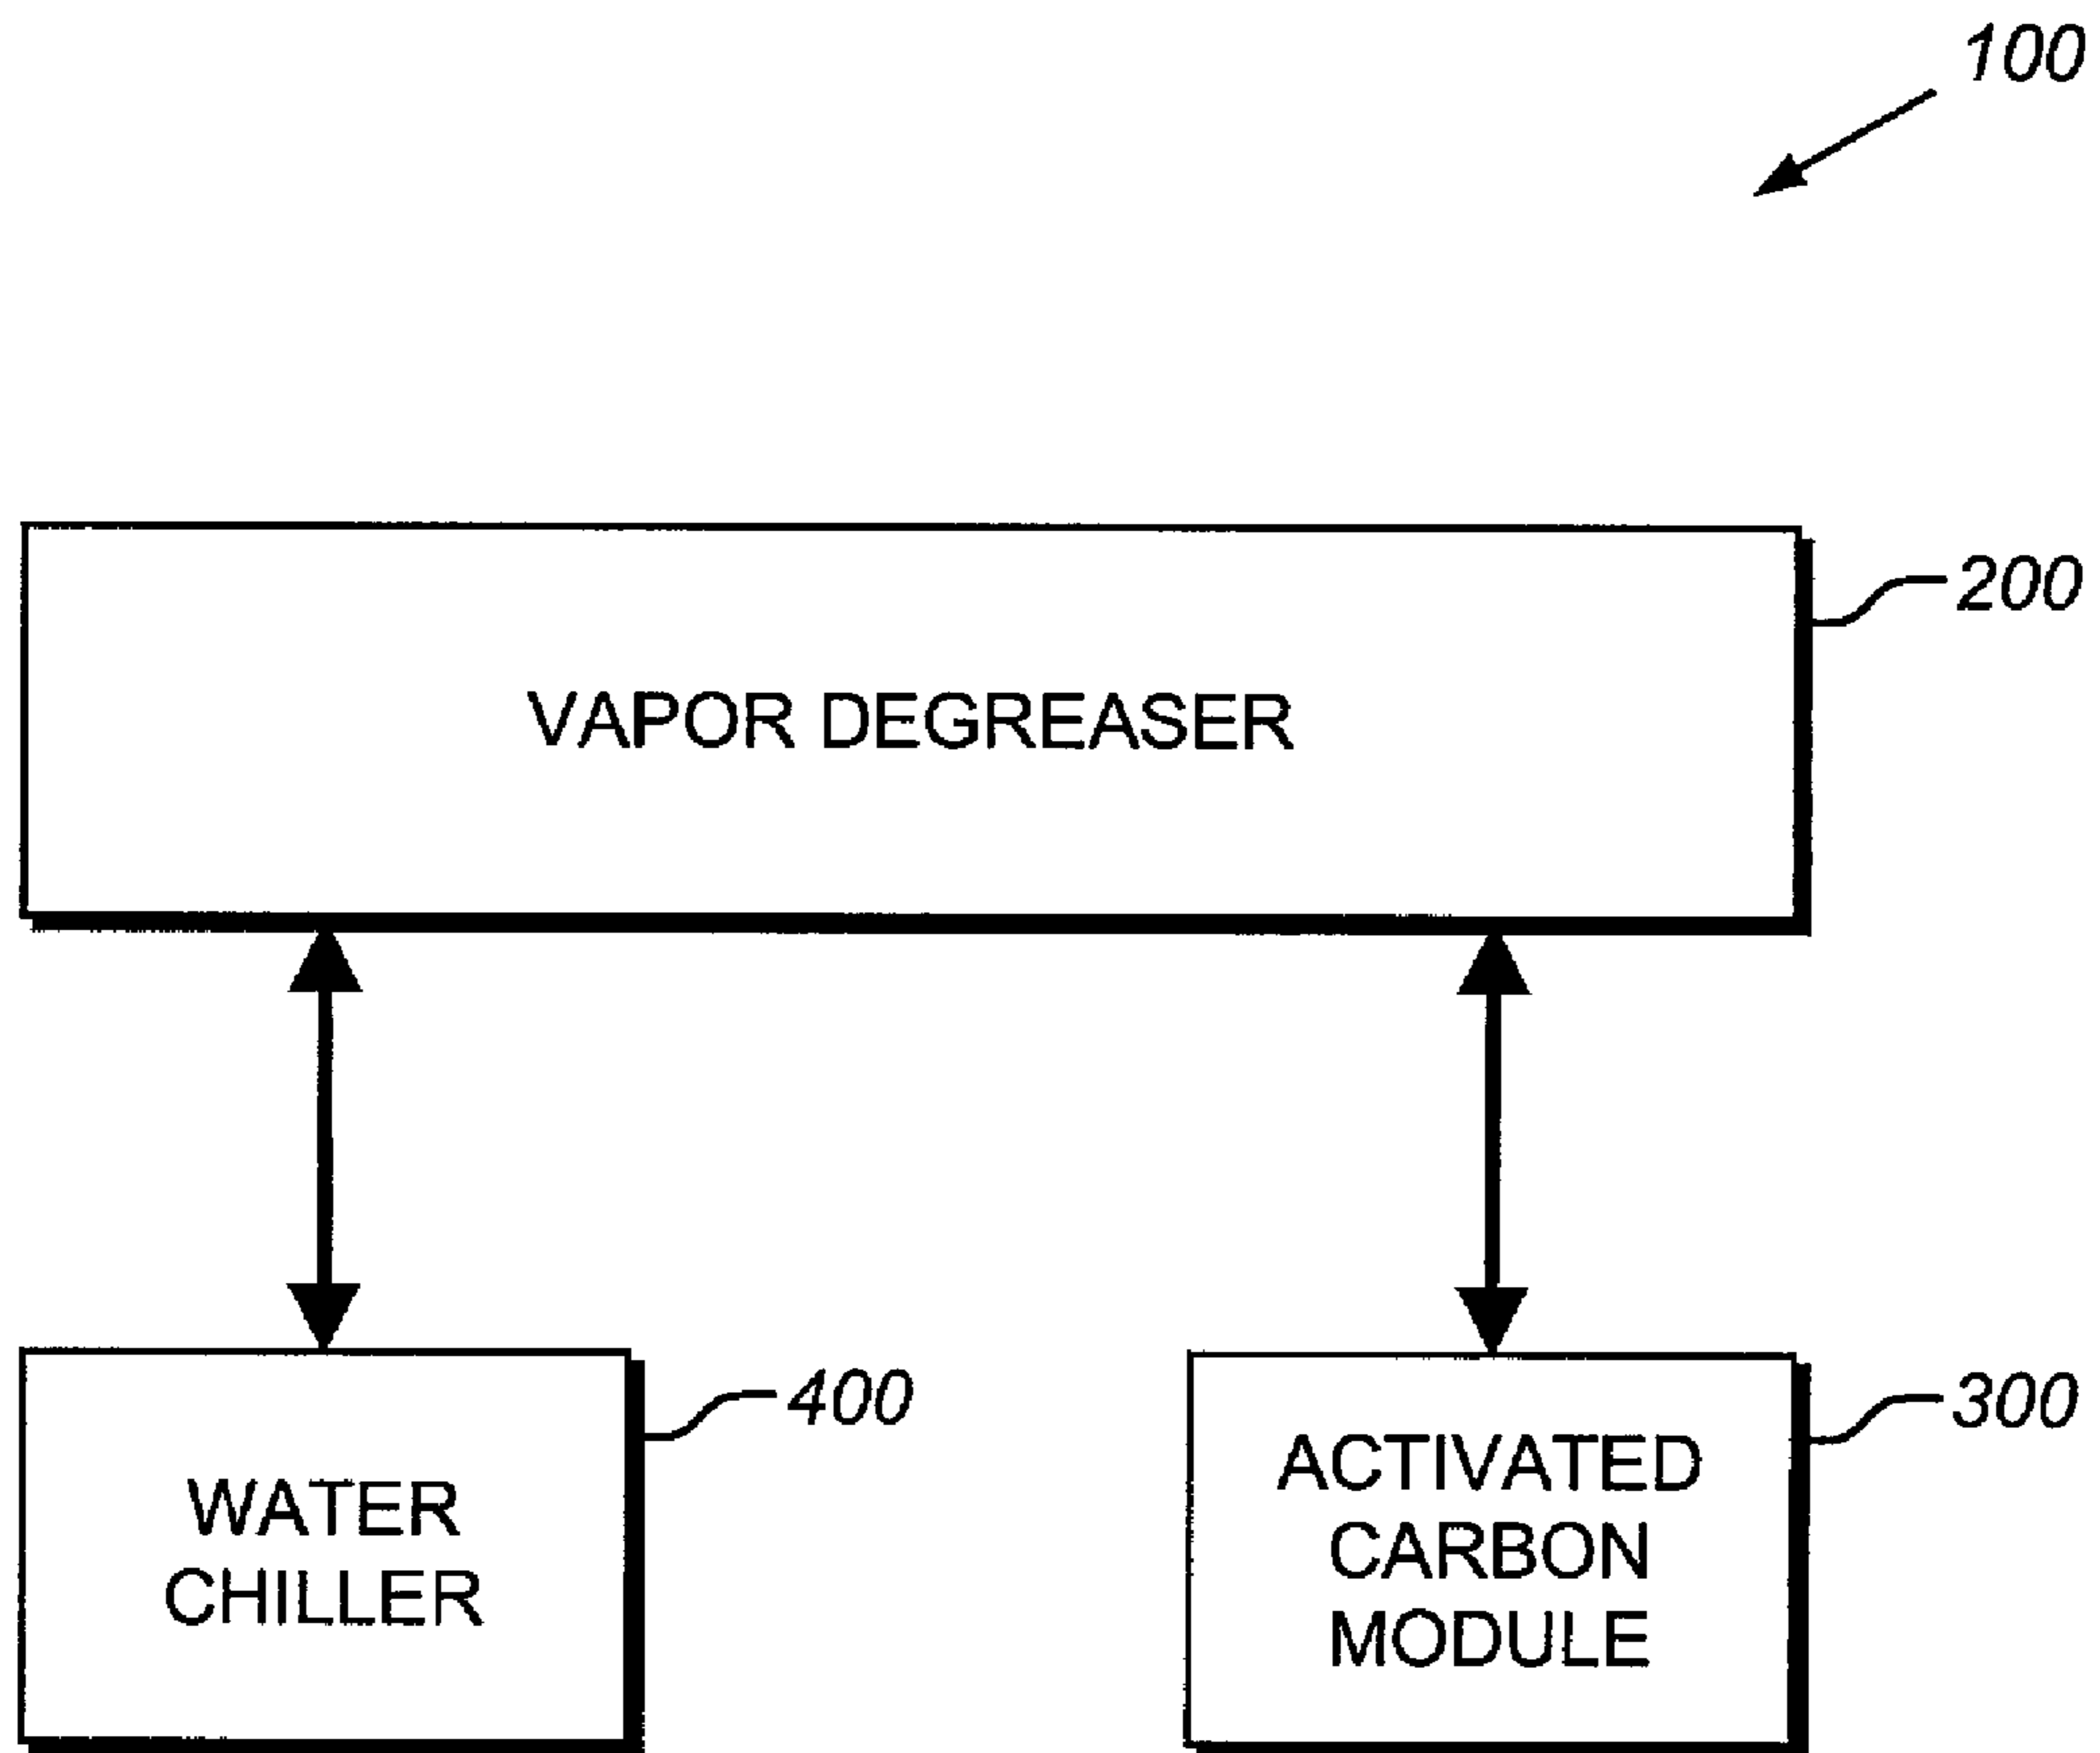 100
200
VAPOR DEGREASER
400
300
WATER
CHILLER
ACTIVATED
CARBON
MODULE